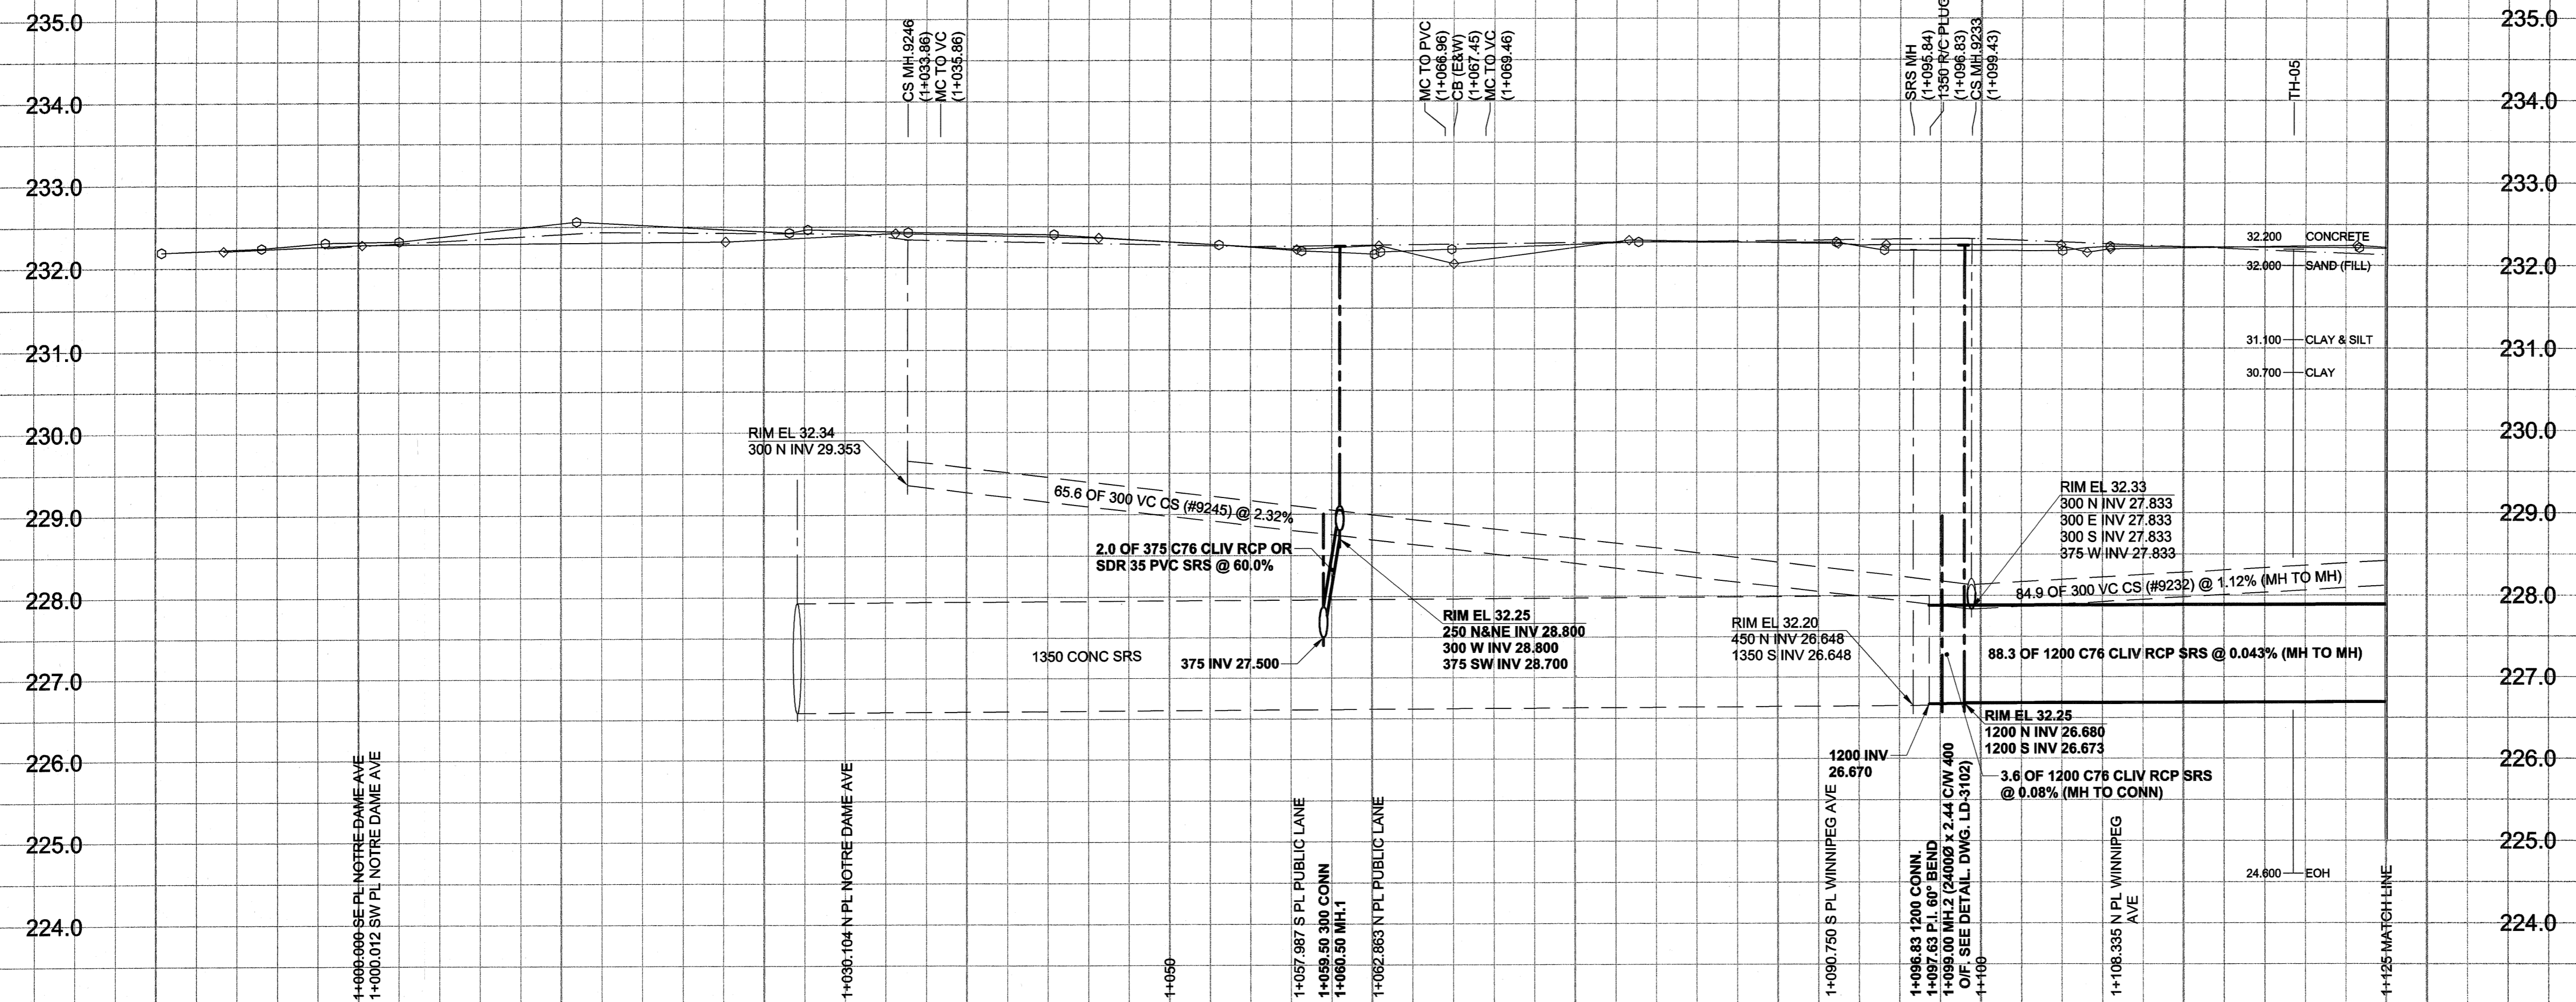 235.0
234.0
233.0
232.0
231.0
230.0
229.0
228.0
227.0
226.0
225.0
224.0
CS MH.9246
(1+033.86)
MC TO VC
(1+035.86)
MC TO PVC
(1+066.96)
CB (E&W)
(1+067.45)
MC TO VC
(1+069.46)
SRS MH
(1+095.84)
1350 R/C PLUG
(1+096.83)
CS MH.9233
(1+099.43)
TH-05
235.0
234.0
233.0
232.0
231.0
230.0
229.0
228.0
227.0
226.0
225.0
224.0
32.200 CONCRETE
32.000 SAND (FILL)
31.100 CLAY & SILT
30.700 CLAY
24.600 EOH
RIM EL 32.34
300 N INV 29.353
65.6 OF 300 VC CS (#9245) @ 2.32%
2.0 OF 375 C76 CLIV RCP OR
SDR 35 PVC SRS @ 60.0%
1350 CONC SRS
375 INV 27.500
RIM EL 32.25
250 N&NE INV 28.800
300 W INV 28.800
375 SW INV 28.700
RIM EL 32.20
450 N INV 26.648
1350 S INV 26.648
RIM EL 32.33
300 N INV 27.833
300 E INV 27.833
300 S INV 27.833
375 W INV 27.833
84.9 OF 300 VC CS (#9232) @ 1.12% (MH TO MH)
88.3 OF 1200 C76 CLIV RCP SRS @ 0.043% (MH TO MH)
RIM EL 32.25
1200 N INV 26.680
1200 S INV 26.673
1200 INV
26.670
3.6 OF 1200 C76 CLIV RCP SRS
@ 0.08% (MH TO CONN)
1+000.000 SE PL NOTRE DAME AVE
1+000.012 SW PL NOTRE DAME AVE
1+030.104 N PL NOTRE DAME AVE
1+050
1+057.987 S PL PUBLIC LANE
1+059.50 300 CONN
1+060.50 MH.1
1+062.863 N PL PUBLIC LANE
1+090.750 S PL WINNIPEG AVE
1+096.83 1200 CONN.
1+097.63 P.I. 60° BEND
1+099.00 MH.2 (2400Ø x 2.44 C/W 400
O/F. SEE DETAIL. DWG. LD-3102)
1+100
1+108.335 N PL WINNIPEG
AVE
1+125 MATCH LINE